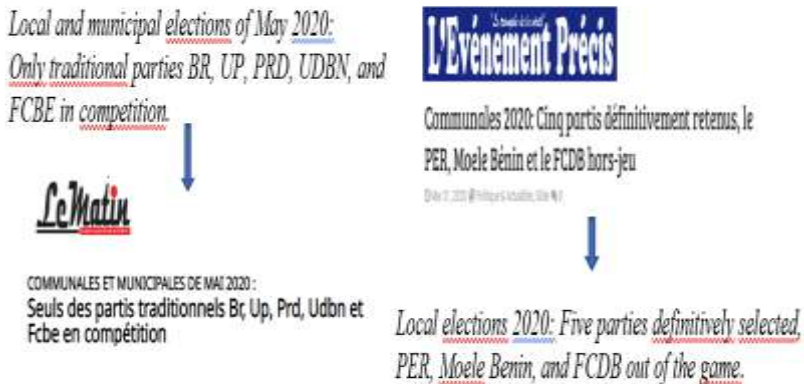 Local and municipal elections of May 2020:
Only traditional parties BR, UP, PRD, UDBN, and
FCBE in competition.
Le Matin
COMMUNALES ET MUNICIPALES DE MAI 2020 :
Seuls des partis traditionnels Br, Up, Prd, Udbn et
Fcbe en compétition
L'Evénement Précis
Communales 2020: Cinq partis définitivement retenus, le
PER, Moele Bénin et le FCDB hors-jeu
Local elections 2020: Five parties definitively selected,
PER, Moele Benin, and FCDB out of the game.